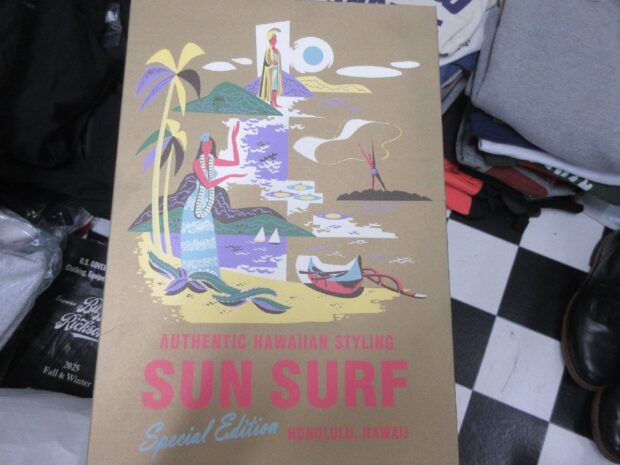 AUTHENTIC HAWAIIAN STYLING
SUN SURF
Special Edition HONOLULU, HAWAII
2025
Fall & Winter